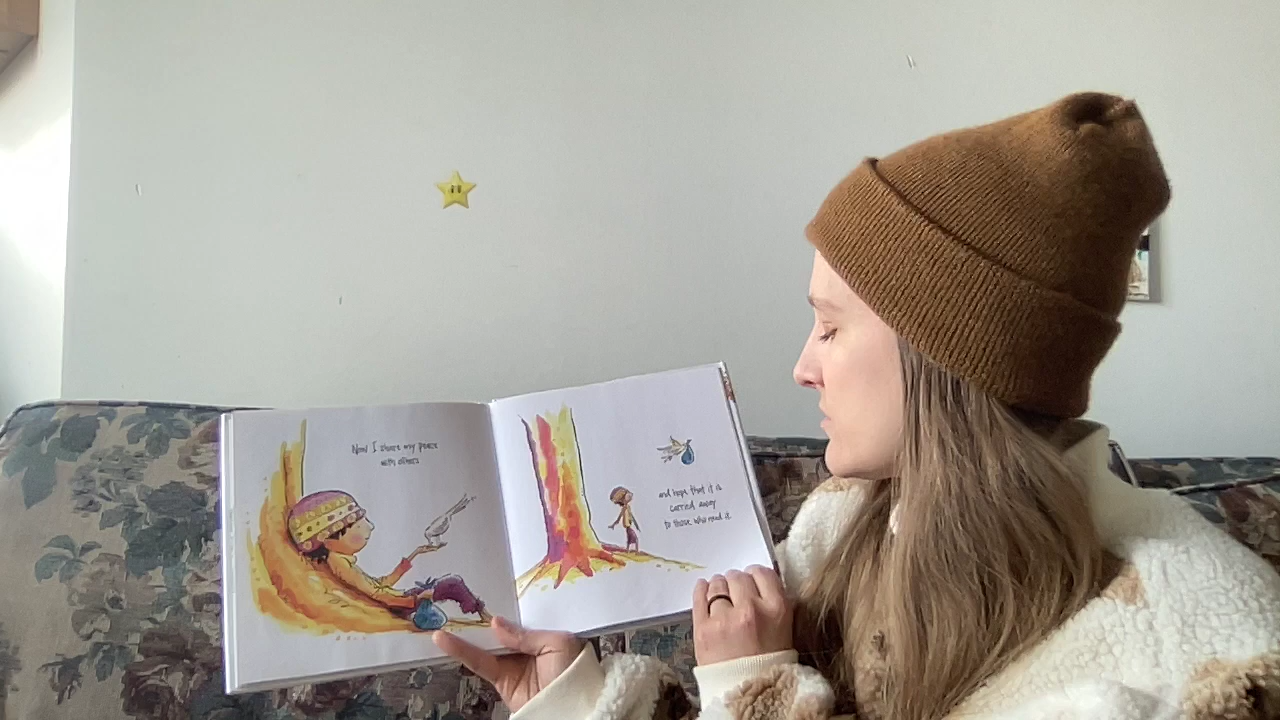 Now I share my peace
with others
and hope that it is
carried away
to those who need it.